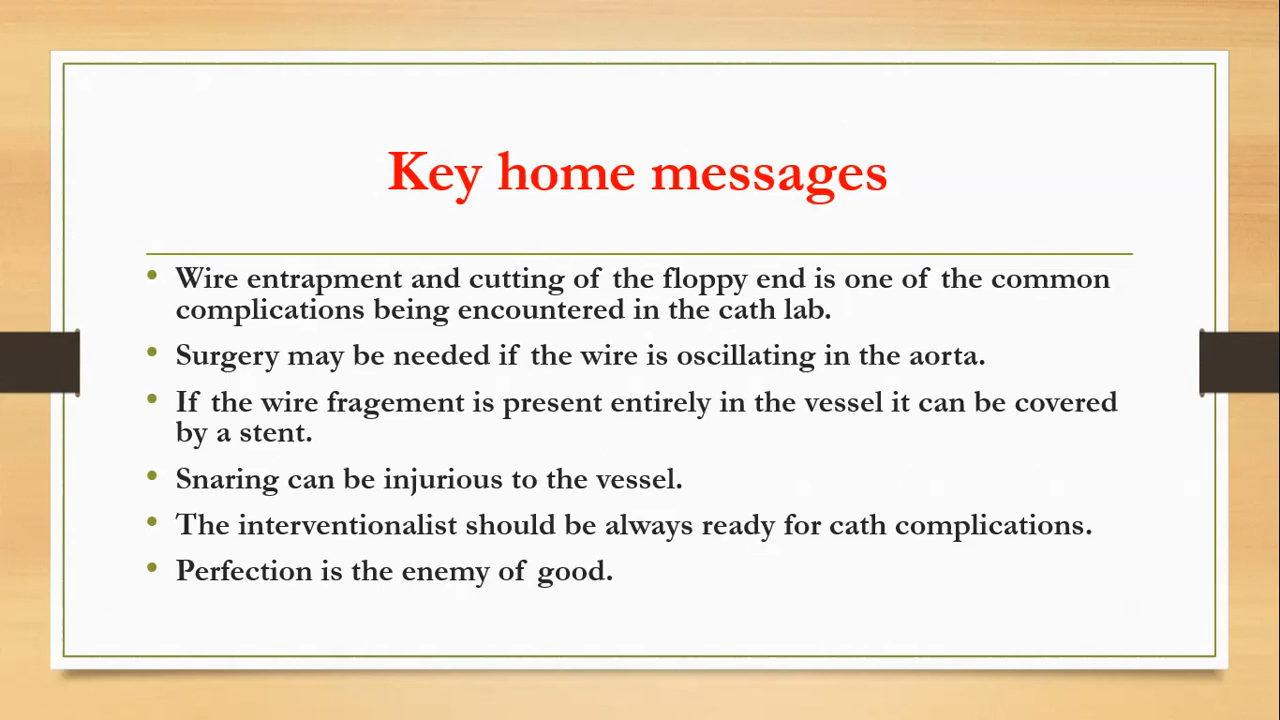 Key home messages
• Wire entrapment and cutting of the floppy end is one of the common
complications being encountered in the cath lab.
• Surgery may be needed if the wire is oscillating in the aorta.
• If the wire fragement is present entirely in the vessel it can be covered
by a stent.
• Snaring can be injurious to the vessel.
• The interventionalist should be always ready for cath complications.
• Perfection is the enemy of good.